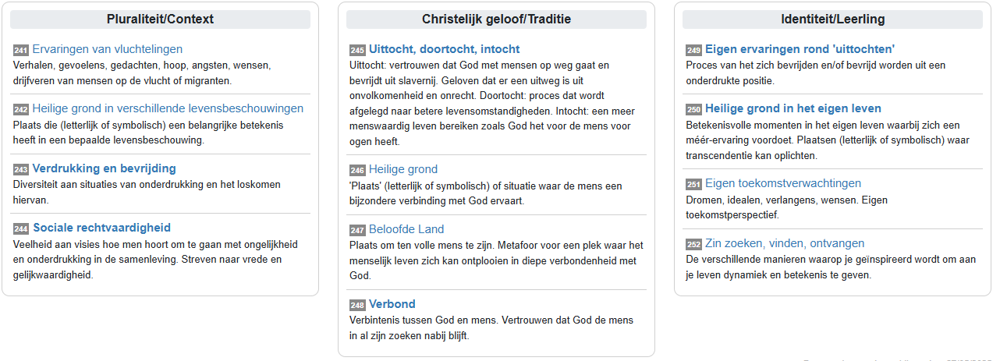 Pluraliteit/Context
241 Ervaringen van vluchtelingen
Verhalen, gevoelens, gedachten, hoop, angsten, wensen,
drijfveren van mensen op de vlucht of migranten.
242 Heilige grond in verschillende levensbeschouwingen
Plaats die (letterlijk of symbolisch) een belangrijke betekenis
heeft in een bepaalde levensbeschouwing.
243 Verdrukking en bevrijding
Diversiteit aan situaties van onderdrukking en het loskomen
hiervan.
244 Sociale rechtvaardigheid
Veelheid aan visies hoe men hoort om te gaan met ongelijkheid
en onderdrukking in de samenleving. Streven naar vrede en
gelijkwaardigheid.
Christelijk geloof/Traditie
245 Uittocht, doortocht, intocht
Uittocht: vertrouwen dat God met mensen op weg gaat en
bevrijdt uit slavernij. Geloven dat er een uitweg is uit
onvolkomenheid en onrecht. Doortocht: proces dat wordt
afgelegd naar betere levensomstandigheden. Intocht: een meer
menswaardig leven bereiken zoals God het voor de mens voor
ogen heeft.
246 Heilige grond
'Plaats' (letterlijk of symbolisch) of situatie waar de mens een
bijzondere verbinding met God ervaart.
247 Beloofde Land
Plaats om ten volle mens te zijn. Metafoor voor een plek waar het
menselijk leven zich kan ontplooien in diepe verbondenheid met
God.
248 Verbond
Verbintenis tussen God en mens. Vertrouwen dat God de mens
in al zijn zoeken nabij blijft.
Identiteit/Leerling
249 Eigen ervaringen rond 'uittochten'
Proces van het zich bevrijden en/of bevrijd worden uit een
onderdrukte positie.
250 Heilige grond in het eigen leven
Betekenisvolle momenten in het eigen leven waarbij zich een
méér-ervaring voordoet. Plaatsen (letterlijk of symbolisch) waar
transcendentie kan oplichten.
251 Eigen toekomstverwachtingen
Dromen, idealen, verlangens, wensen. Eigen
toekomstperspectief.
252 Zin zoeken, vinden, ontvangen
De verschillende manieren waarop je geïnspireerd wordt om aan
je leven dynamiek en betekenis te geven.